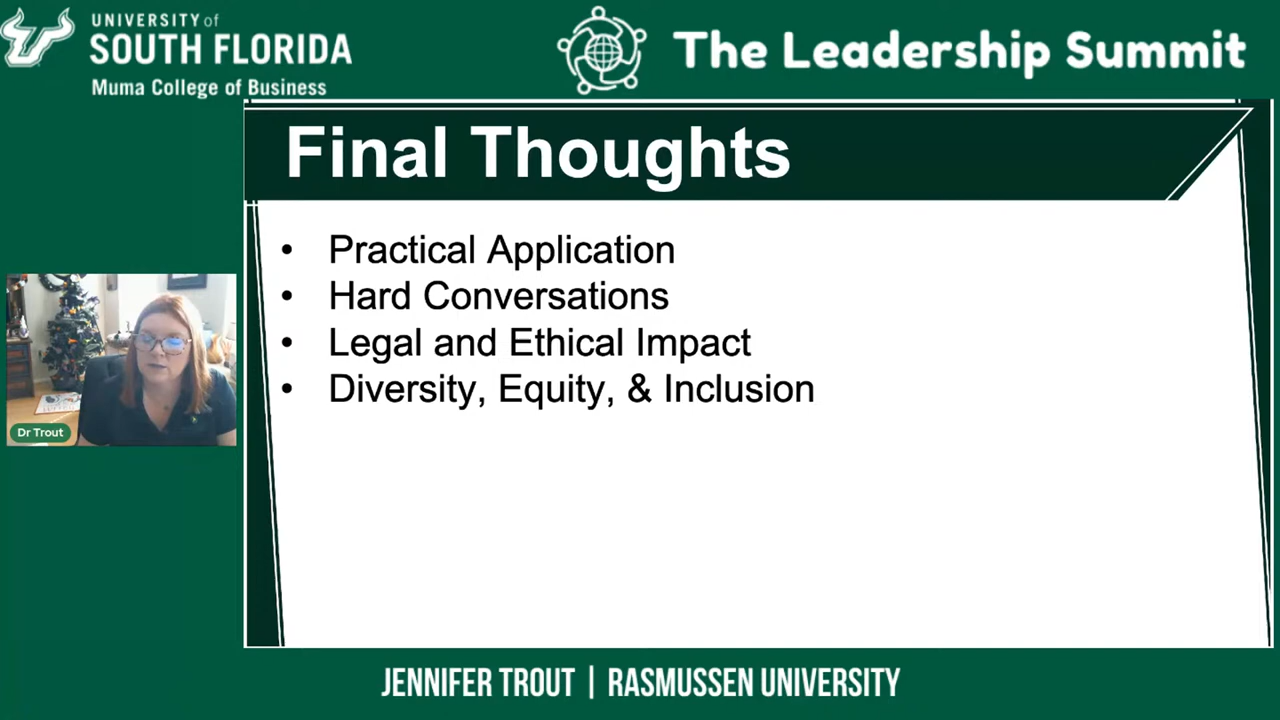 UNIVERSITY of
SOUTH FLORIDA
Muma College of Business
The Leadership Summit
Final Thoughts
• Practical Application
• Hard Conversations
• Legal and Ethical Impact
• Diversity, Equity, & Inclusion
Dr Trout
JENNIFER TROUT | RASMUSSEN UNIVERSITY